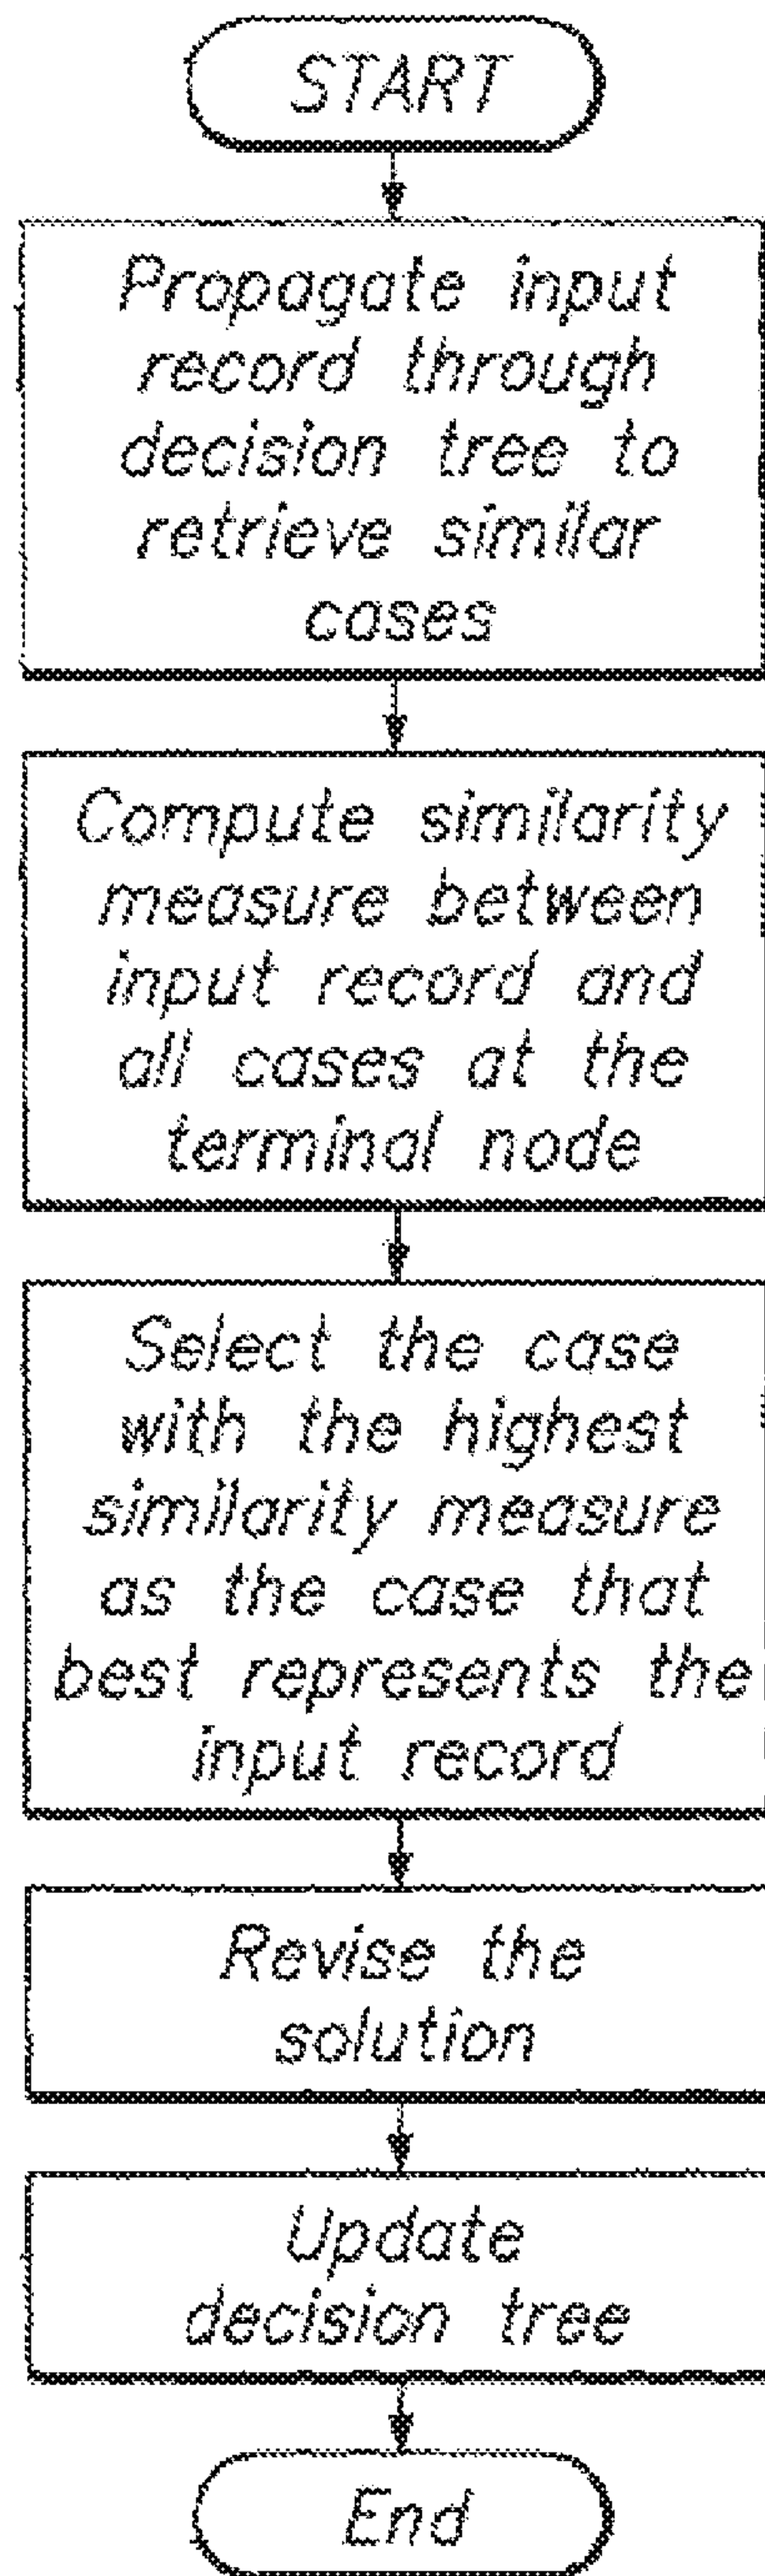 START
Propagate input
record through
decision tree to
retrieve similar
cases
Compute similarity
measure between
input record and
all cases at the
terminal node
Select the case
with the highest
similarity measure
as the case that
best represents the
input record
Revise the
solution
Update
decision tree
End